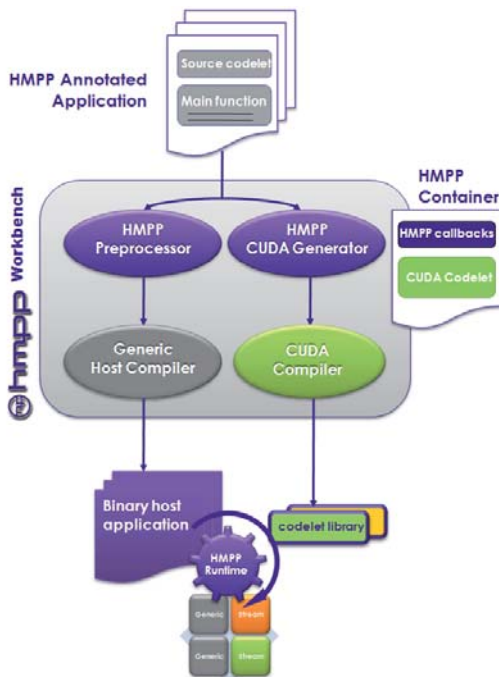 Source codelet
HMPP Annotated
Application
Main function
HMPP
Container
HMPP callbacks
CUDA Codelet
hmpp Workbench
HMPP
Preprocessor
HMPP
CUDA Generator
Generic
Host Compiler
CUDA
Compiler
Binary host
application
codelet library
HMPP
Runtime
Generic
Stream
Generic
Stream